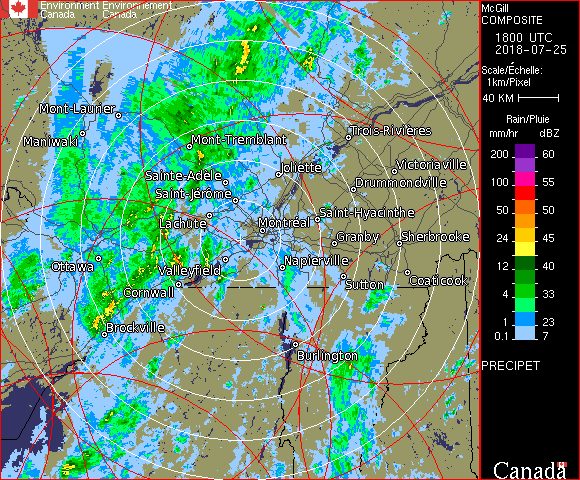 Environment Environnement
Canada Canada
McGill
COMPOSITE
1800 UTC
2018-07-25
Scale/Échelle:
1km/Pixel
40 KM
Rain/Pluie
mm/hr dBZ
200 60
100 55
50 50
24 45
12 40
4 33
1 23
0.1 7
PRECIPET
Canada
Mont-Laurier
Maniwaki
Mont-Tremblant
Trois-Rivières
Sainte-Adèle
Joliette
Victoriaville
Saint-Jérôme
Drummondville
Lachute
Montréal
Saint-Hyacinthe
Granby
Sherbrooke
Ottawa
Valleyfield
Napierville
Cornwall
Sutton
Coaticook
Brockville
Burlington